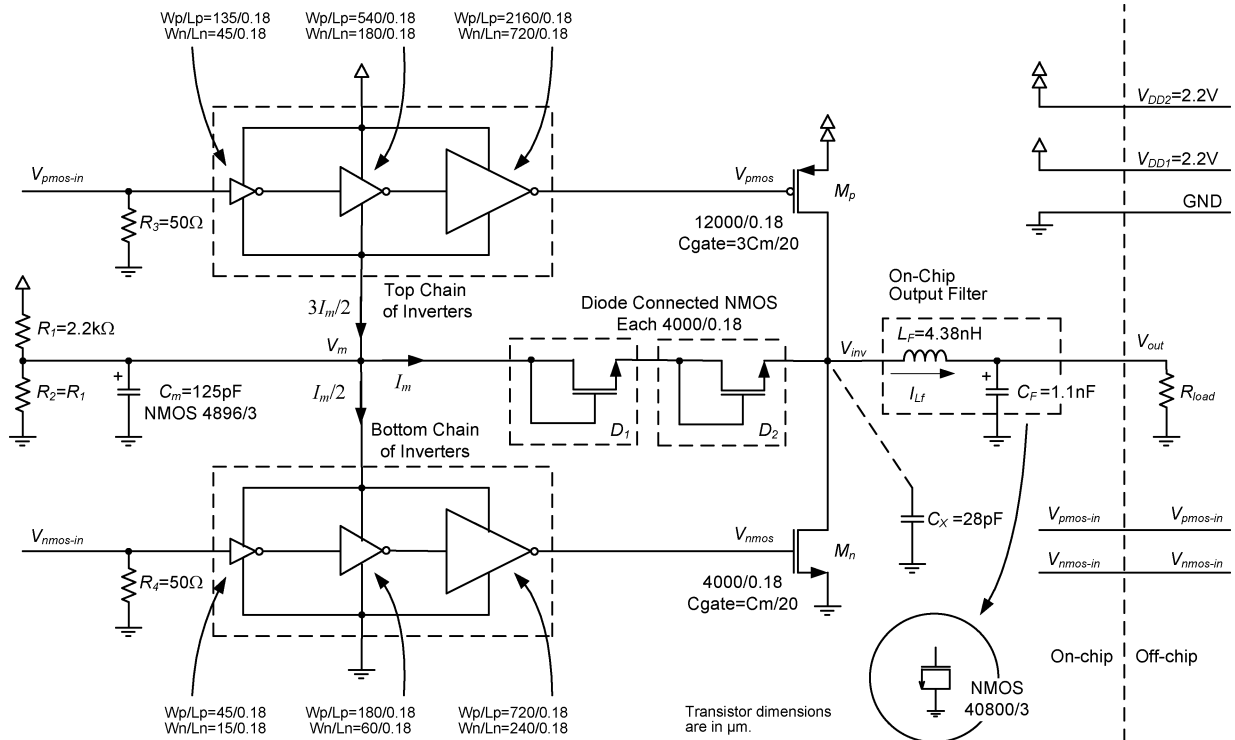 Wp/Lp=135/0.18
Wn/Ln=45/0.18
Wp/Lp=540/0.18
Wn/Ln=180/0.18
Wp/Lp=2160/0.18
Wn/Ln=720/0.18
VDD2=2.2V
VDD1=2.2V
GND
Vpmos-in
R3=50Ω
Vpmos
Mp
12000/0.18
Cgate=3Cm/20
Top Chain
of Inverters
3Im/2
R1=2.2kΩ
Vm
Im
Im/2
R2=R1
+
Cm=125pF
NMOS 4896/3
Diode Connected NMOS
Each 4000/0.18
D1
D2
Vinv
On-Chip
Output Filter
LF=4.38nH
ILf
+
CF=1.1nF
Vout
Rload
Bottom Chain
of Inverters
Vnmos-in
R4=50Ω
Vnmos
Mn
4000/0.18
Cgate=Cm/20
CX=28pF
Vpmos-in
Vpmos-in
Vnmos-in
Vnmos-in
On-chip
Off-chip
NMOS
40800/3
Wp/Lp=45/0.18
Wn/Ln=15/0.18
Wp/Lp=180/0.18
Wn/Ln=60/0.18
Wp/Lp=720/0.18
Wn/Ln=240/0.18
Transistor dimensions
are in µm.